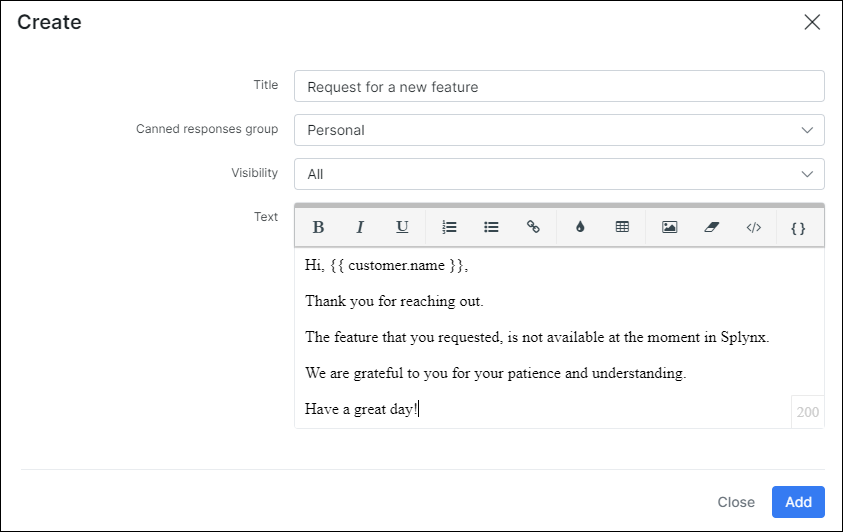 Create
Title
Request for a new feature
Canned responses group
Personal
Visibility
All
Text
B I U </> { }
Hi, {{ customer.name }},
Thank you for reaching out.
The feature that you requested, is not available at the moment in Splynx.
We are grateful to you for your patience and understanding.
Have a great day!
200
Close
Add